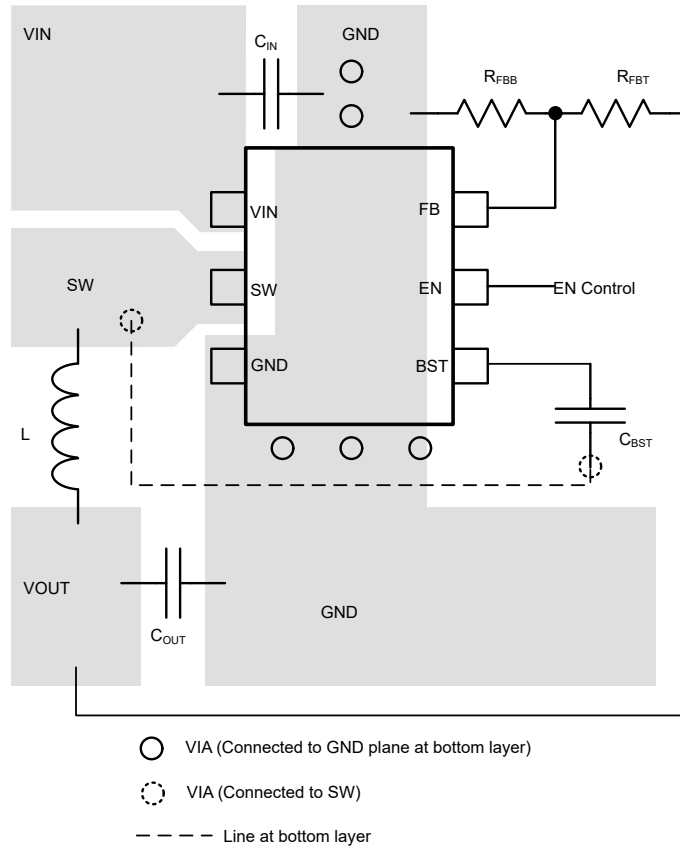 VIN
C_IN
GND
R_FBB
R_FBT
VIN
FB
SW
SW
EN
EN Control
GND
BST
L
C_BST
VOUT
C_OUT
GND
VIA (Connected to GND plane at bottom layer)
VIA (Connected to SW)
Line at bottom layer